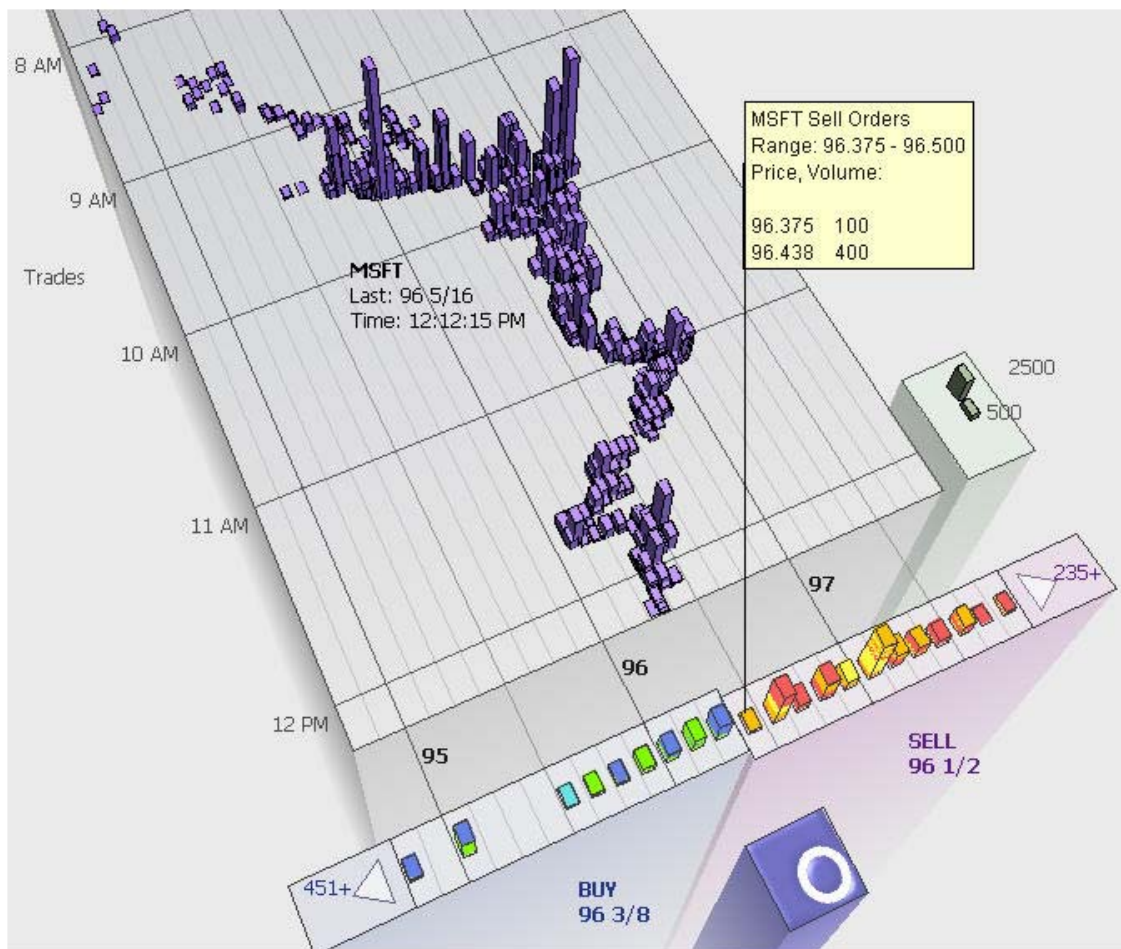 8 AM
9 AM
Trades
10 AM
11 AM
12 PM
MSFT
Last: 96 5/16
Time: 12:12:15 PM
MSFT Sell Orders
Range: 96.375 - 96.500
Price, Volume:
96.375 100
96.438 400
2500
500
97
96
95
235+
SELL
96 1/2
451+
BUY
96 3/8